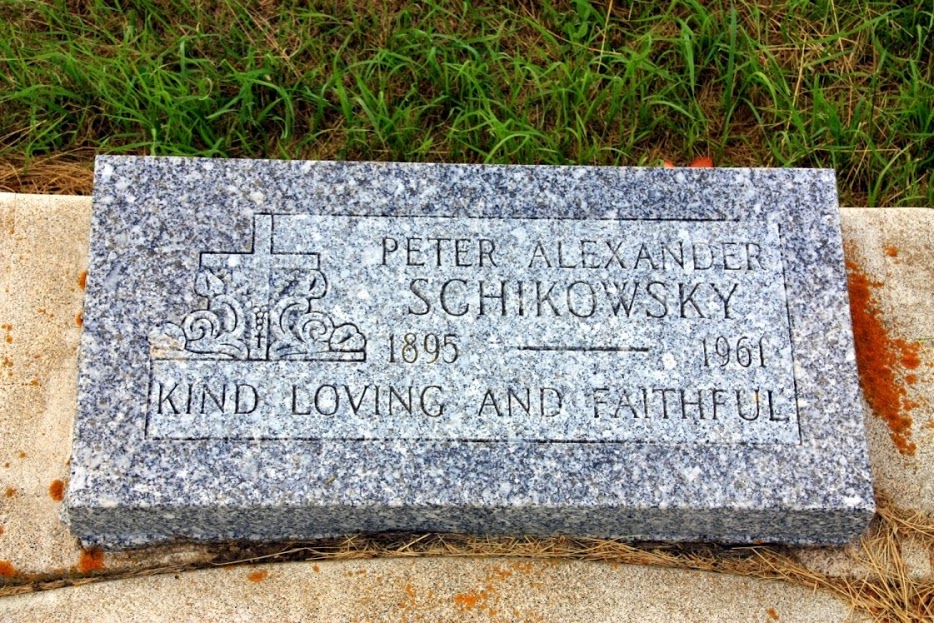 PETER ALEXANDER
SCHIKOWSKY
1895 — 1961
KIND LOVING AND FAITHFUL